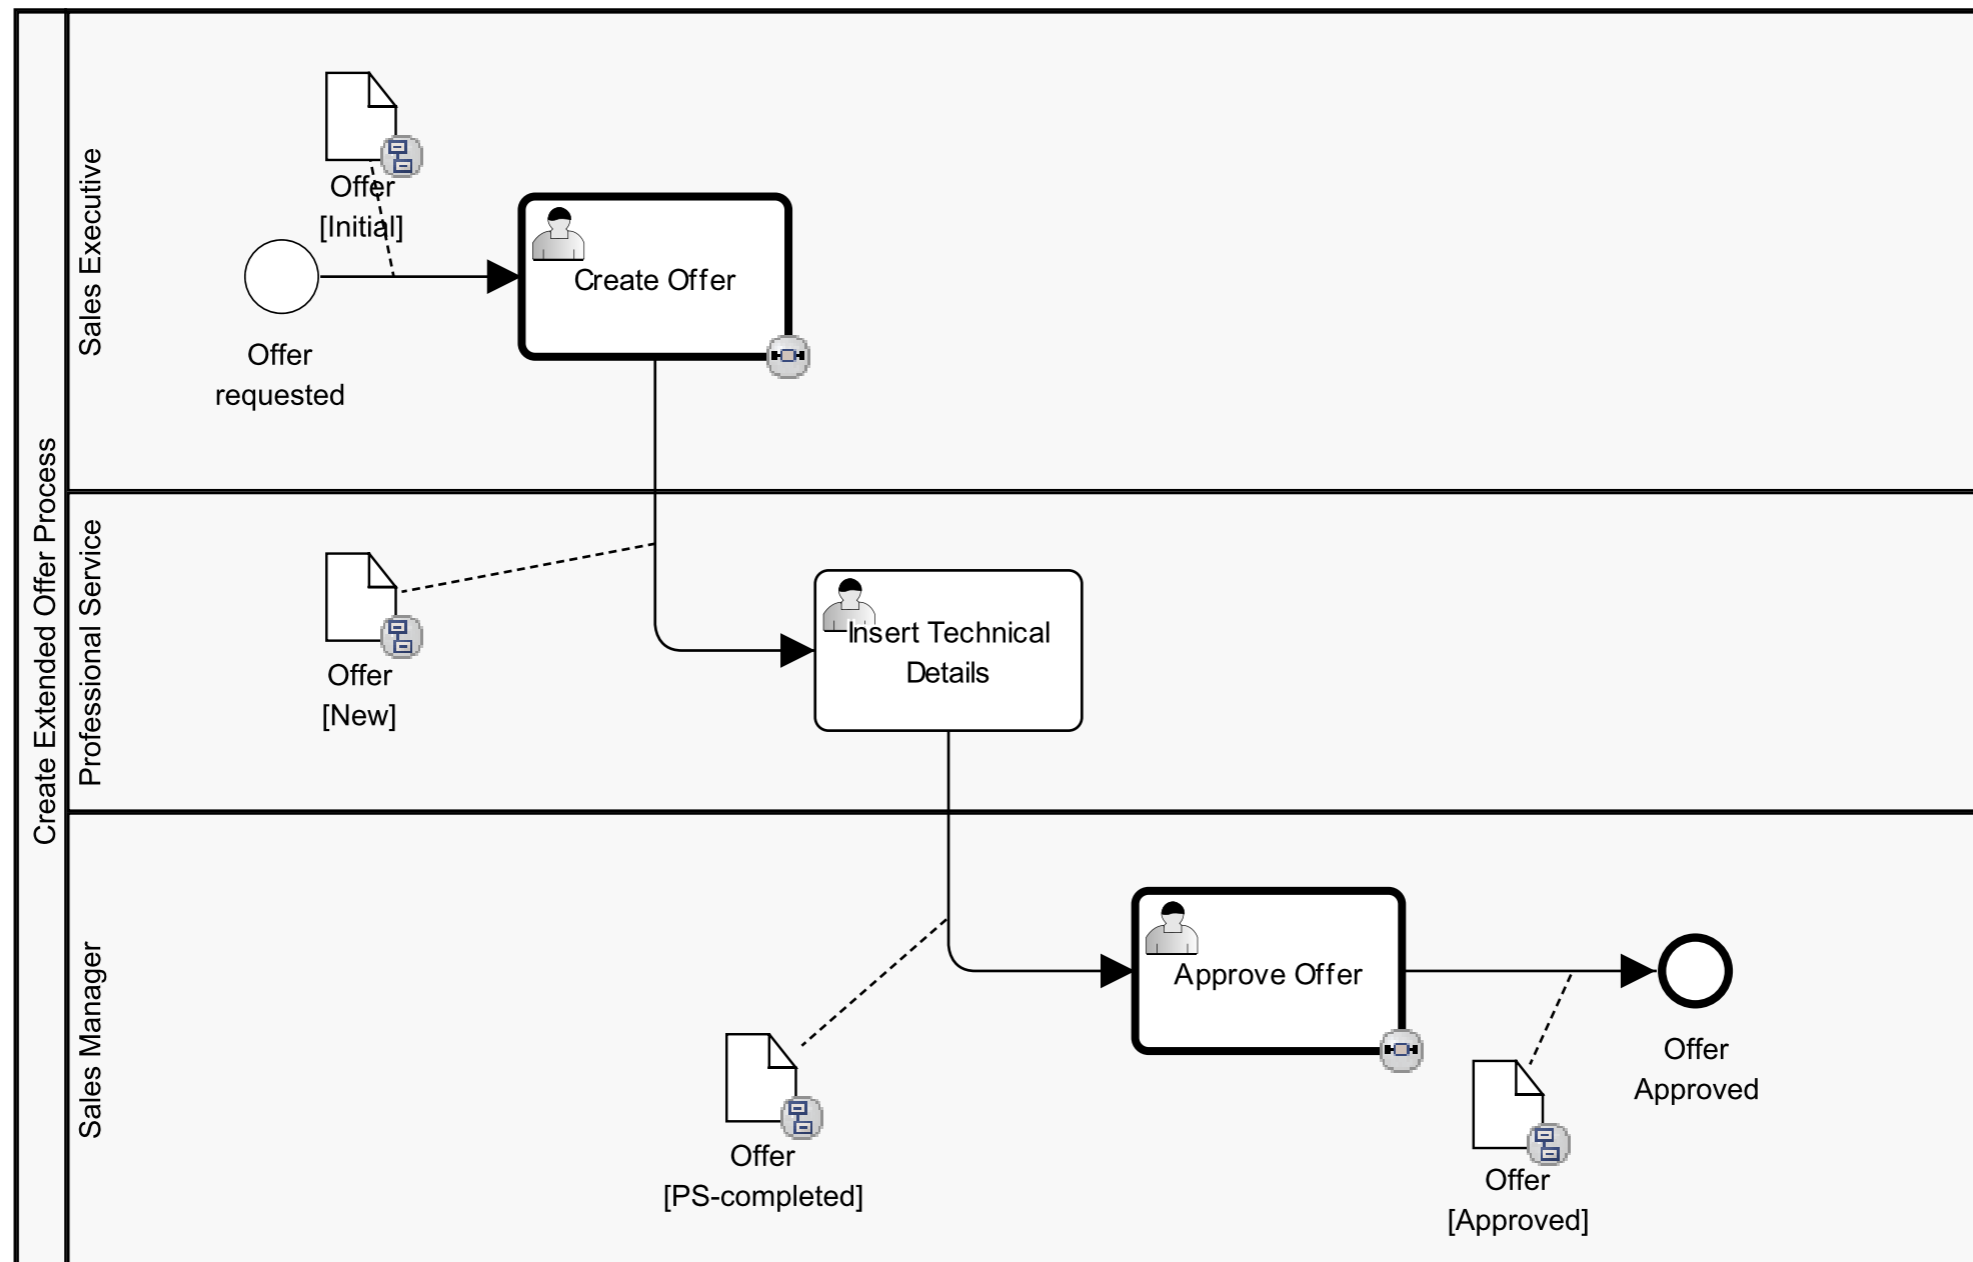 Create Extended Offer Process
Sales Executive
Offer
[Initial]
Create Offer
Offer
requested
Professional Service
Offer
[New]
Insert Technical
Details
Sales Manager
Approve Offer
Offer
Approved
Offer
[PS-completed]
Offer
[Approved]